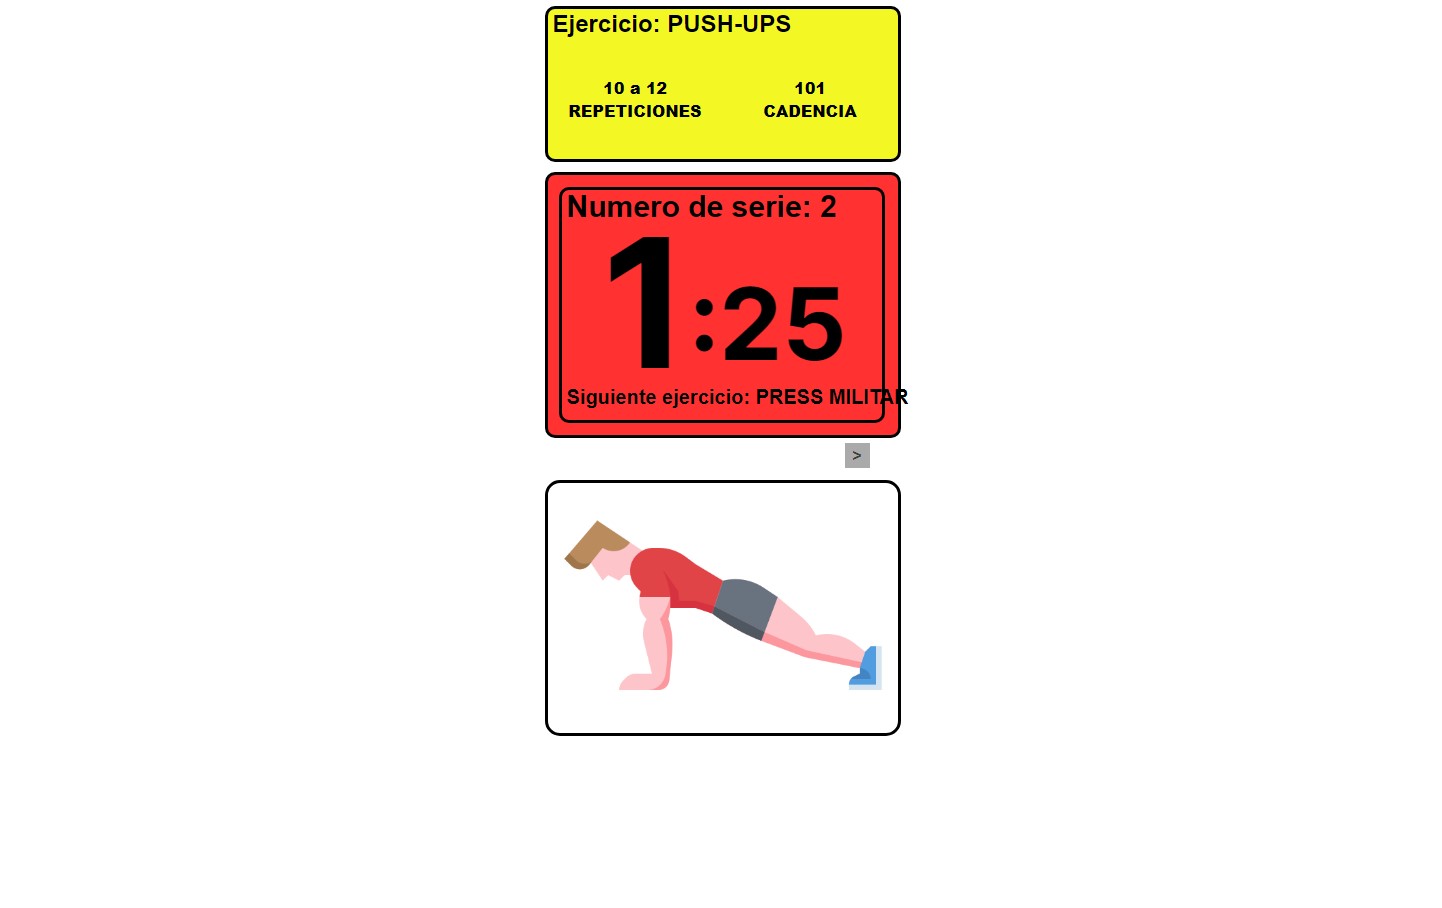 Ejercicio: PUSH-UPS
10 a 12
REPETICIONES
101
CADENCIA
Numero de serie: 2
1:25
Siguiente ejercicio: PRESS MILITAR
>